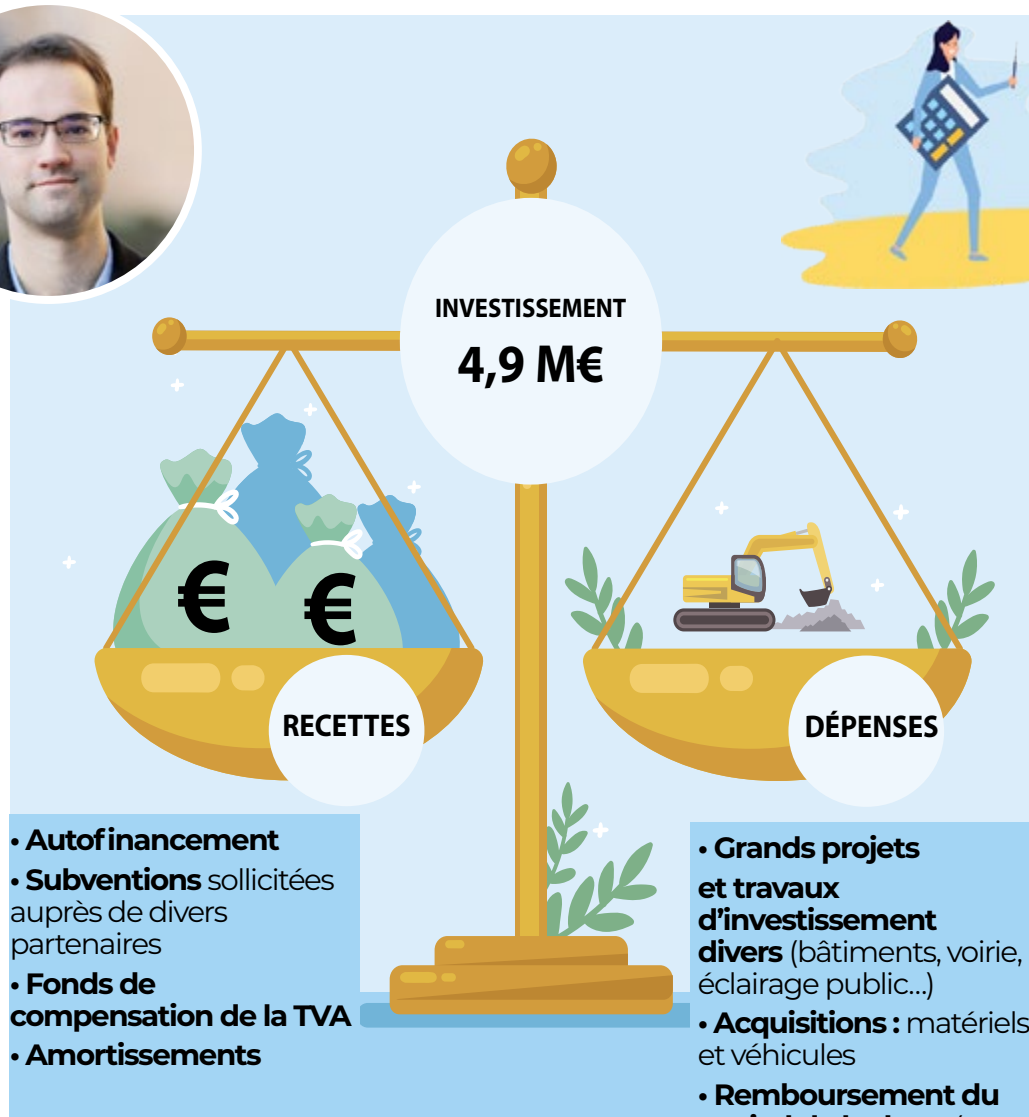 INVESTISSEMENT
4,9 M€
€
€
RECETTES
DÉPENSES
• Autofinancement
• Subventions sollicitées
auprès de divers
partenaires
• Fonds de
compensation de la TVA
• Amortissements
• Grands projets
et travaux
d'investissement
divers (bâtiments, voirie,
éclairage public...)
• Acquisitions : matériels
et véhicules
• Remboursement du